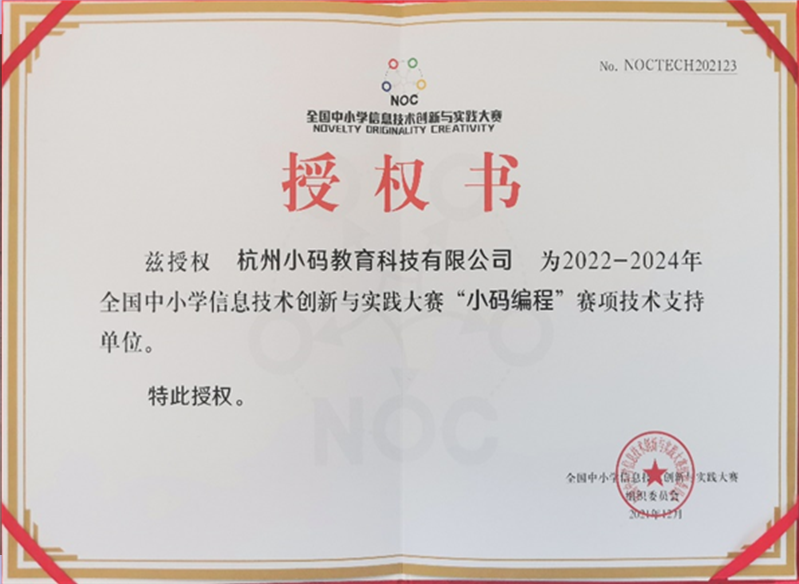 No. NOCTECH202123
NOC
全国中小学信息技术创新与实践大赛
NOVELTY ORIGINALITY CREATIVITY
授权书
兹授权 杭州小码教育科技有限公司 为2022-2024年
全国中小学信息技术创新与实践大赛“小码编程”赛项技术支持
单位。
特此授权。
NOC
全国中小学信息技术创新与实践大赛
组织委员会
2021年12月